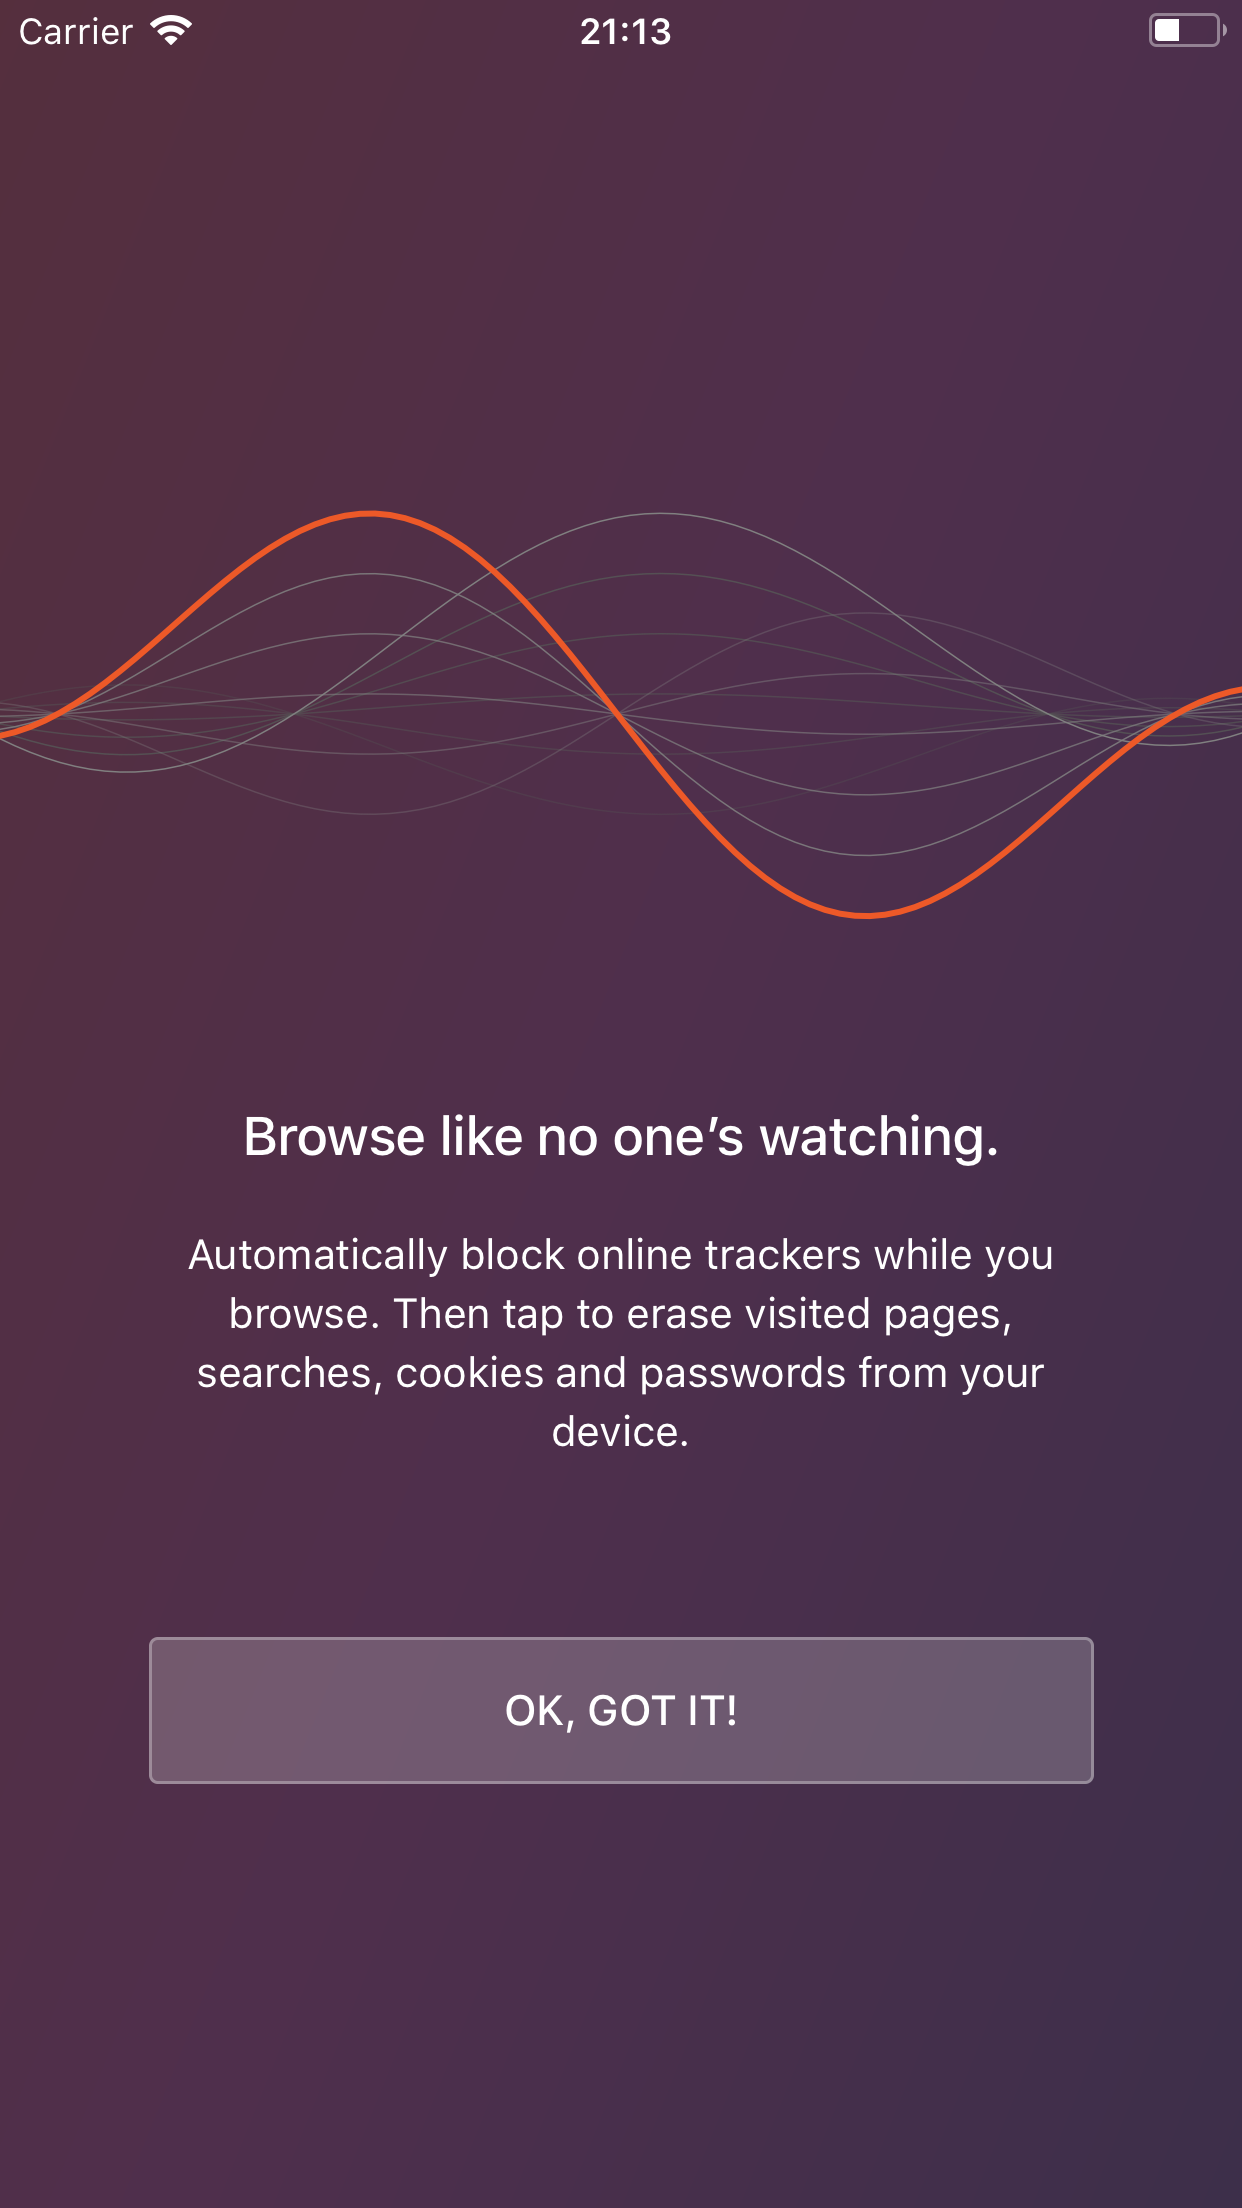 Carrier 21:13
Browse like no one’s watching.
Automatically block online trackers while you
browse. Then tap to erase visited pages,
searches, cookies and passwords from your
device.
OK, GOT IT!